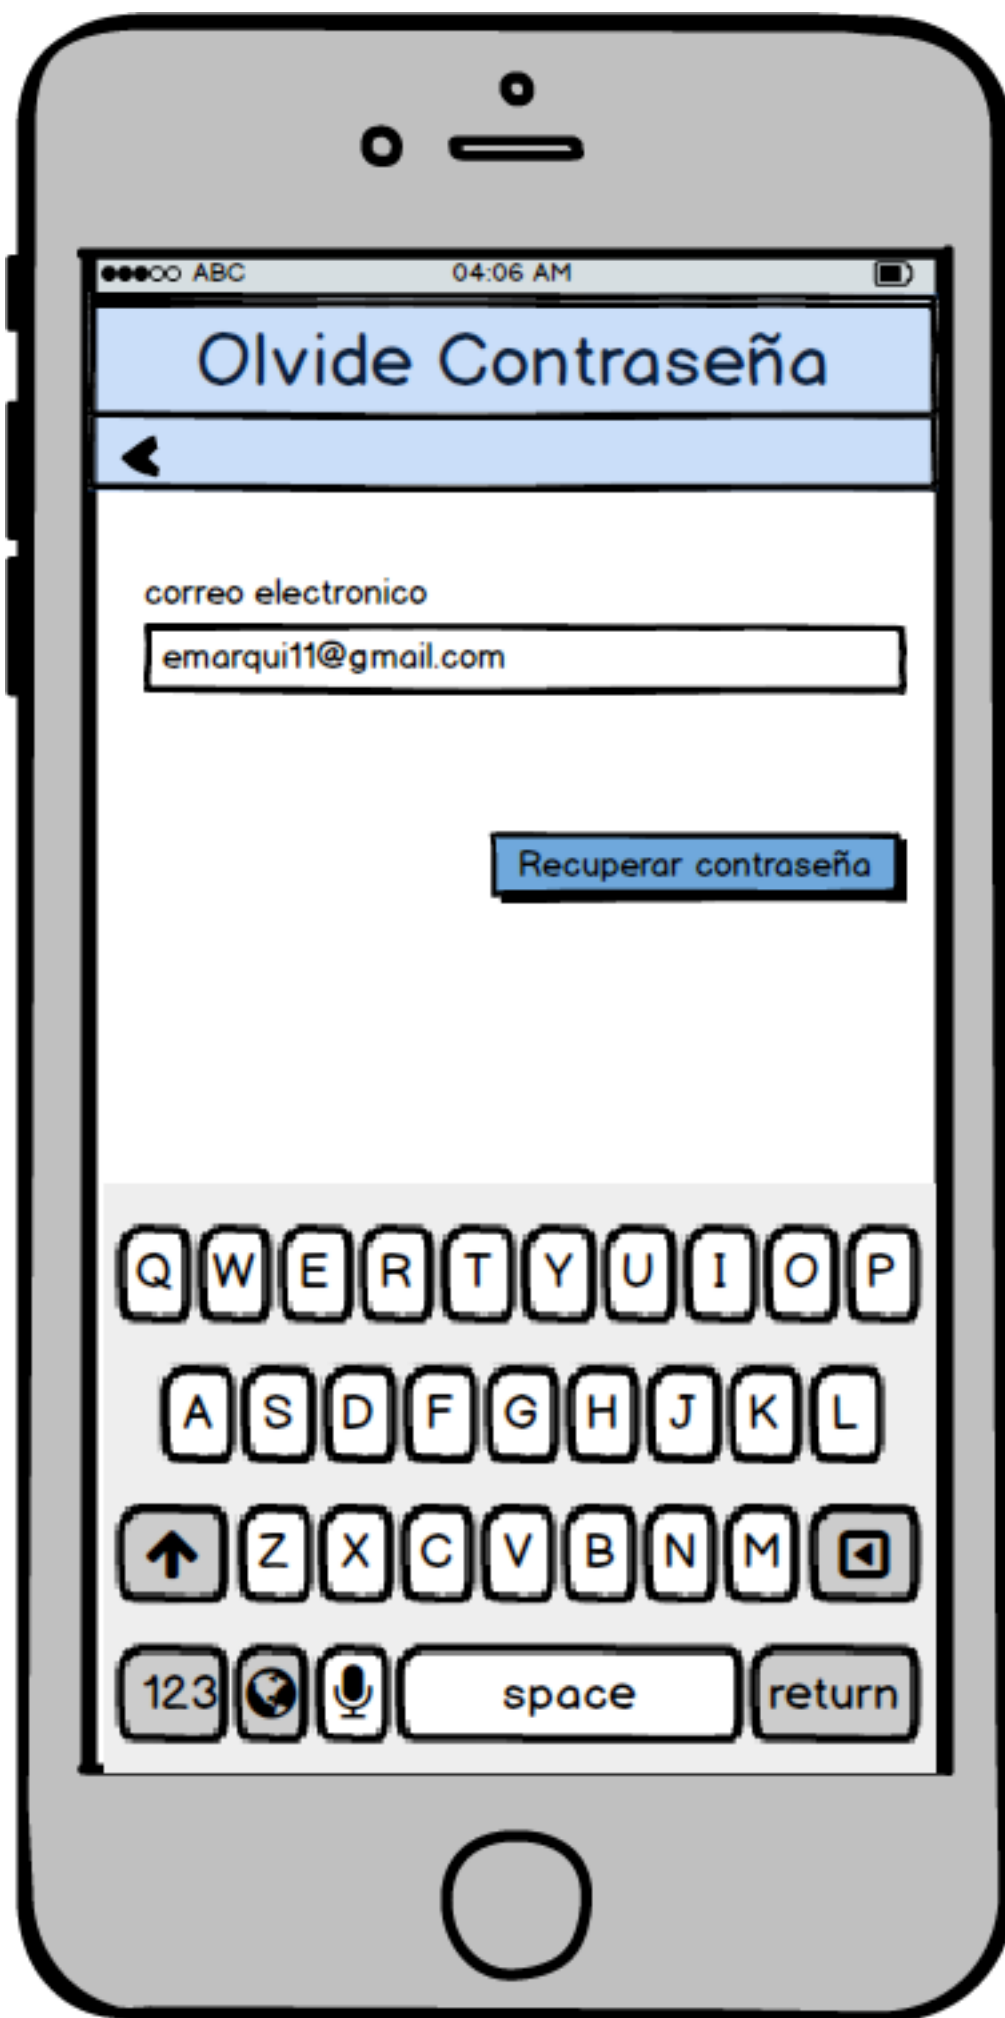 ABC 04:06 AM
Olvide Contraseña
correo electronico
emarqui11@gmail.com
Recuperar contraseña
Q W E R T Y U I O P
A S D F G H J K L
Z X C V B N M
123 space return